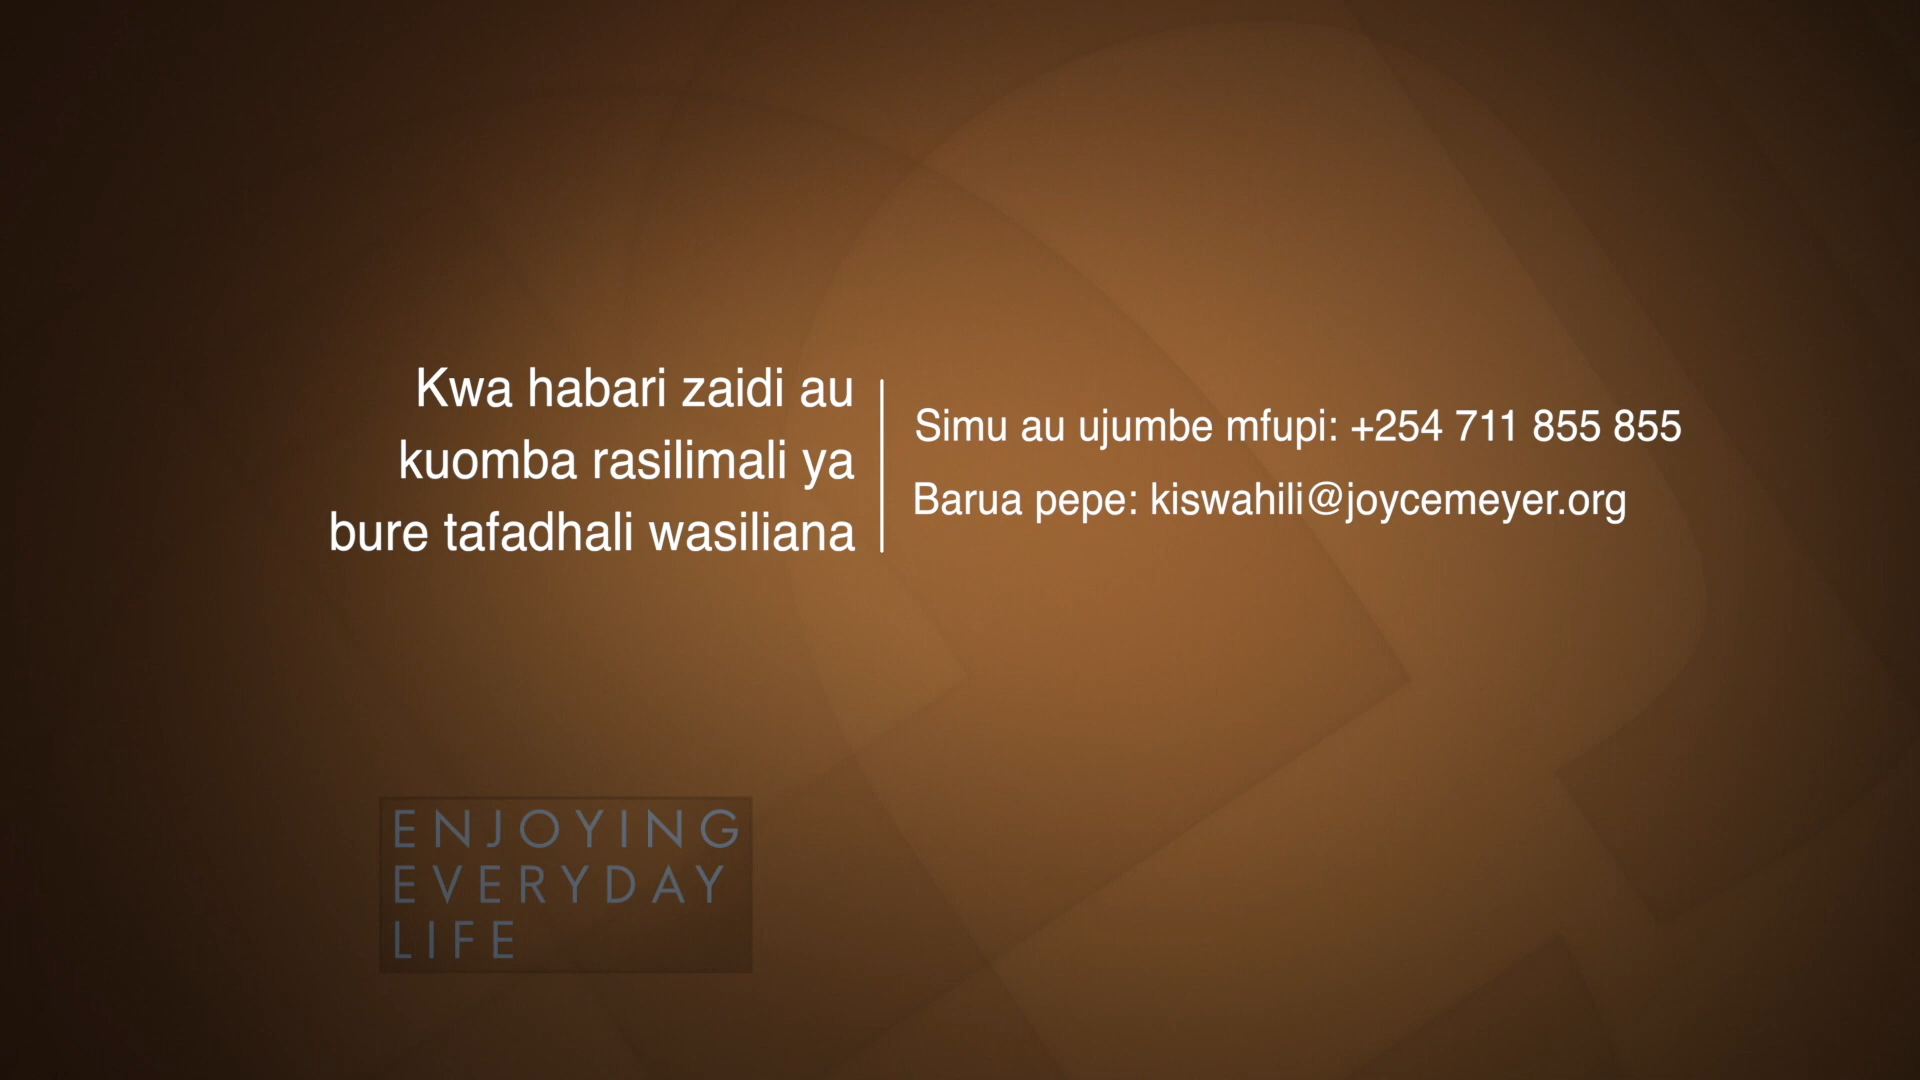 Kwa habari zaidi au
kuomba rasilimali ya
bure tafadhali wasiliana
Simu au ujumbe mfupi: +254 711 855 855
Barua pepe: kiswahili@joycemeyer.org
ENJOYING
EVERYDAY
LIFE